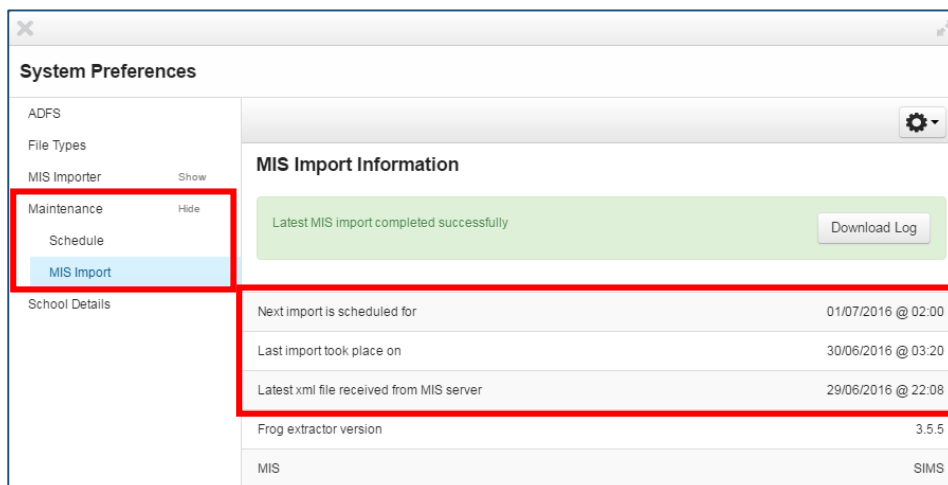 System Preferences
ADFS
File Types
MIS Importer Show
Maintenance Hide
Schedule
MIS Import
School Details
MIS Import Information
Latest MIS import completed successfully
Download Log
Next import is scheduled for 01/07/2016 @ 02:00
Last import took place on 30/06/2016 @ 03:20
Latest xml file received from MIS server 29/06/2016 @ 22:08
Frog extractor version 3.5.5
MIS SIMS